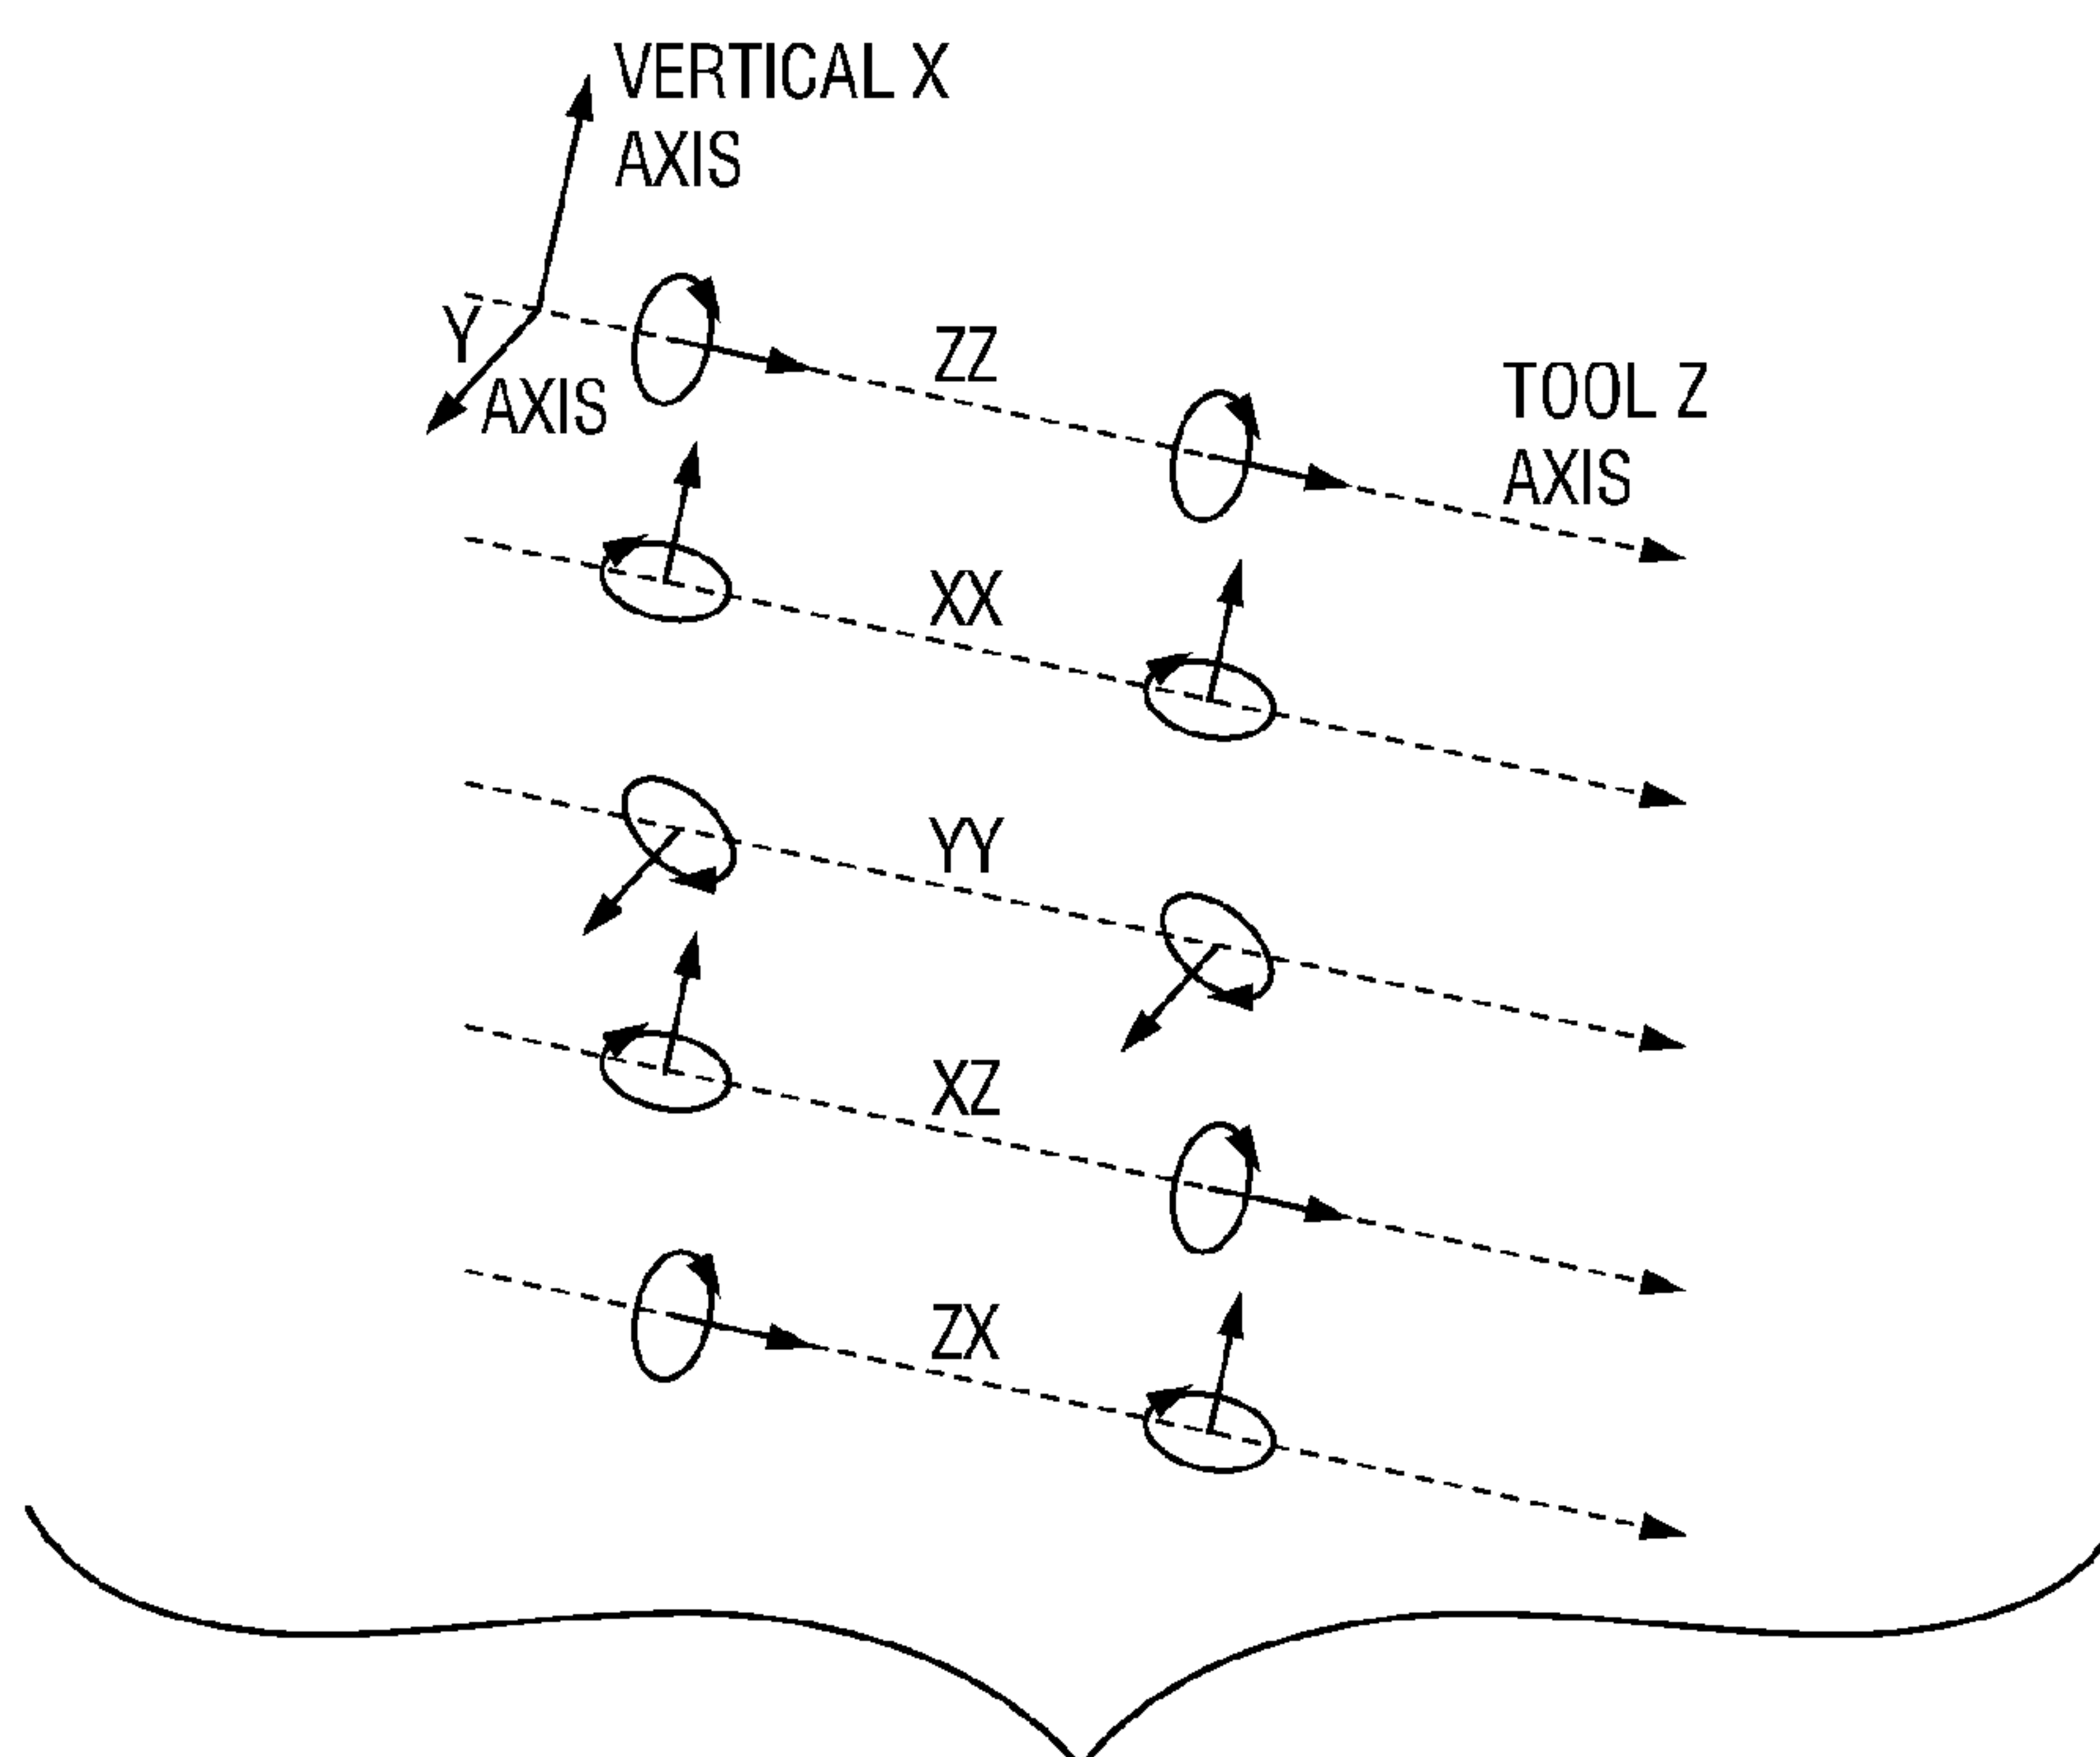 VERTICAL X
AXIS
Y
AXIS
ZZ
TOOL Z
AXIS
XX
YY
XZ
ZX